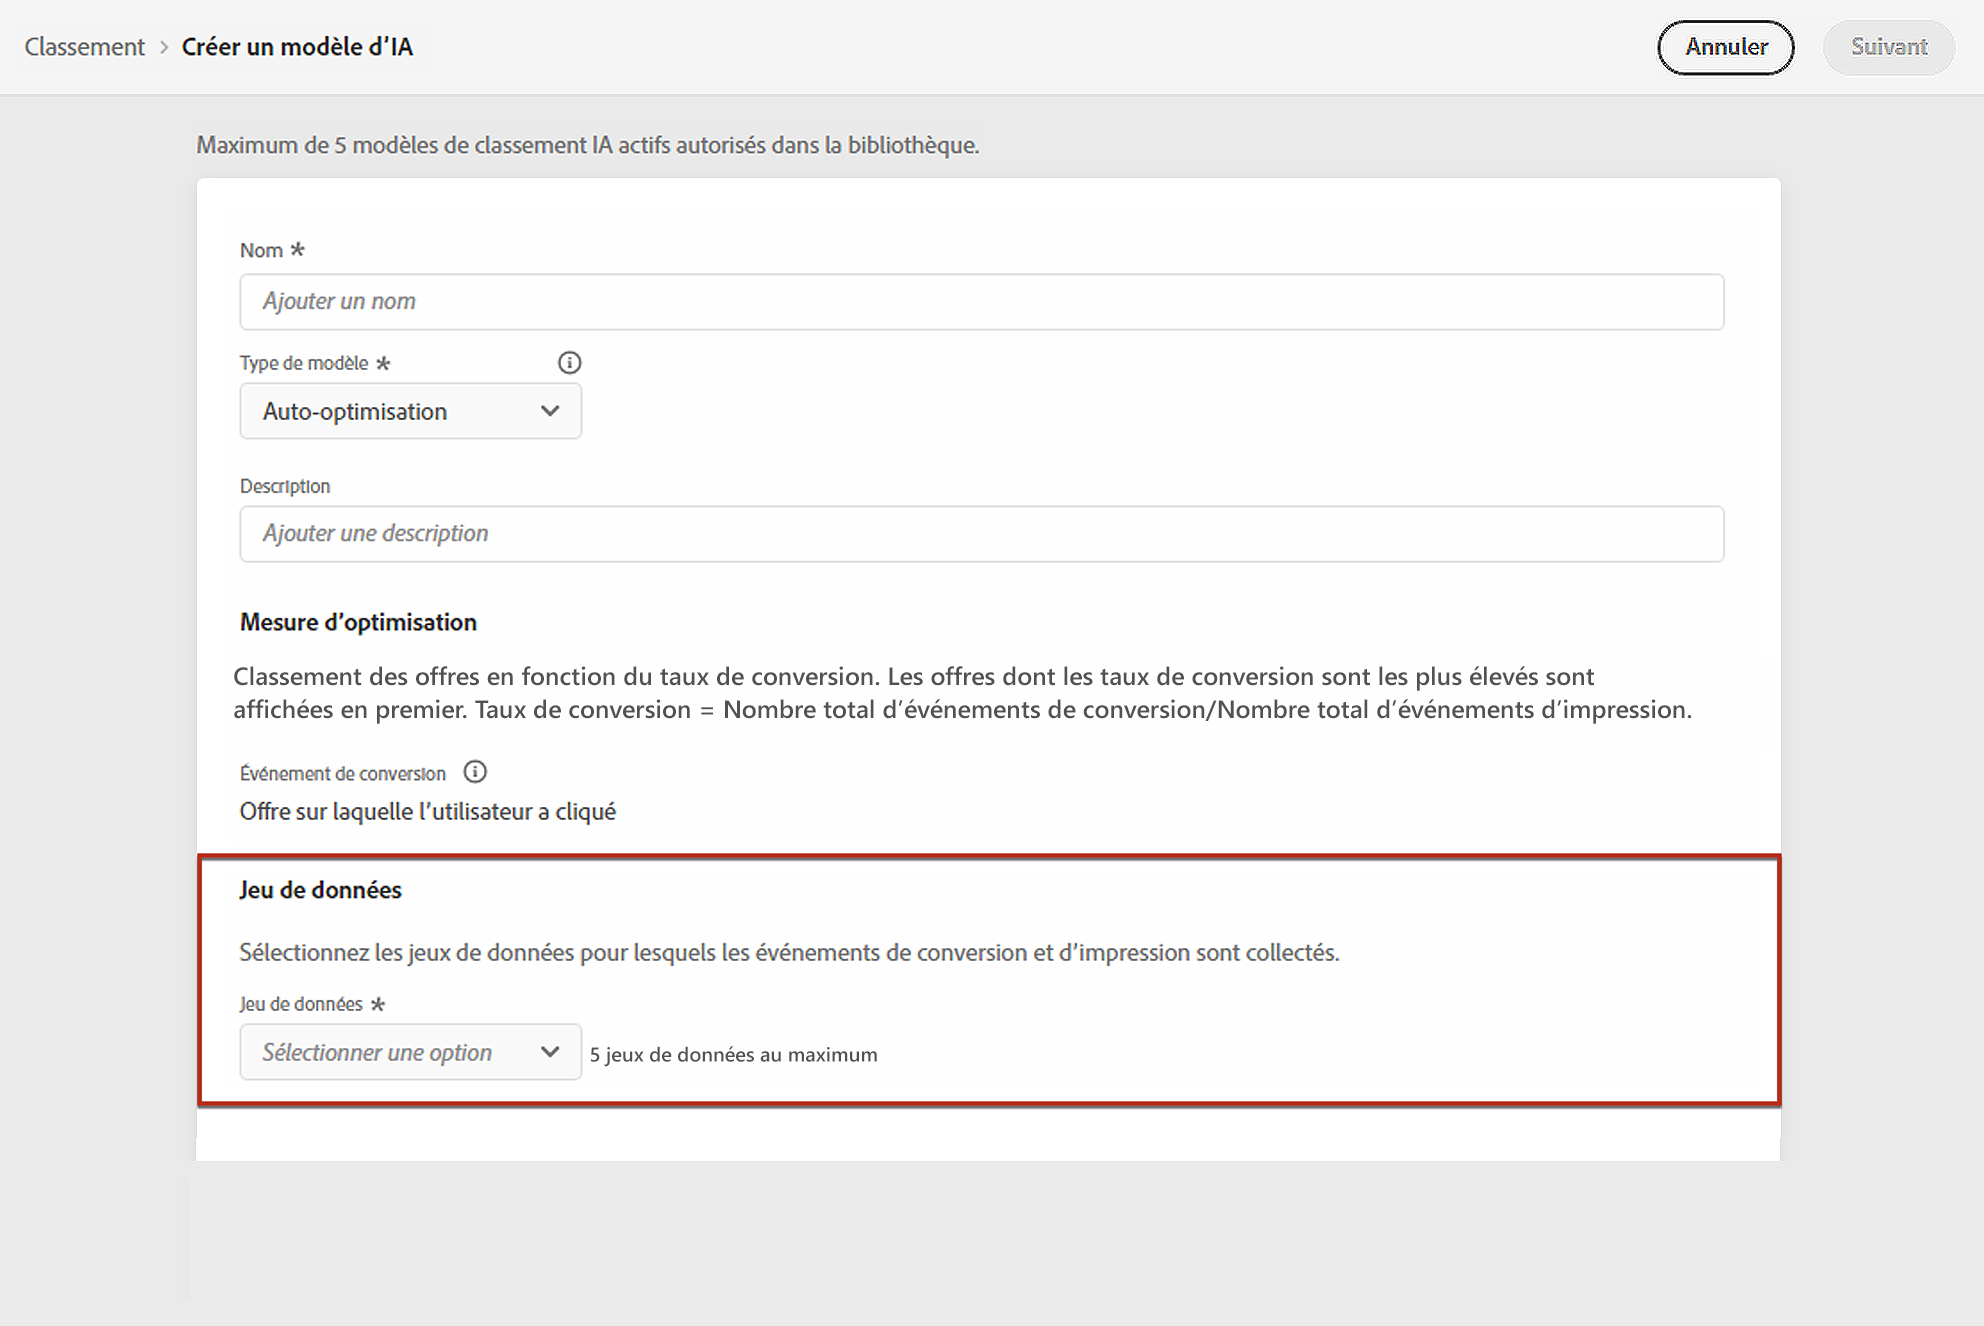 Classement > Créer un modèle d’IA
Annuler
Suivant
Maximum de 5 modèles de classement IA actifs autorisés dans la bibliothèque.
Nom *
Ajouter un nom
Type de modèle *
Auto-optimisation
Description
Ajouter une description
Mesure d’optimisation
Classement des offres en fonction du taux de conversion. Les offres dont les taux de conversion sont les plus élevés sont
affichées en premier. Taux de conversion = Nombre total d’événements de conversion/Nombre total d’événements d’impression.
Événement de conversion
Offre sur laquelle l’utilisateur a cliqué
Jeu de données
Sélectionnez les jeux de données pour lesquels les événements de conversion et d’impression sont collectés.
Jeu de données *
Sélectionner une option
5 jeux de données au maximum